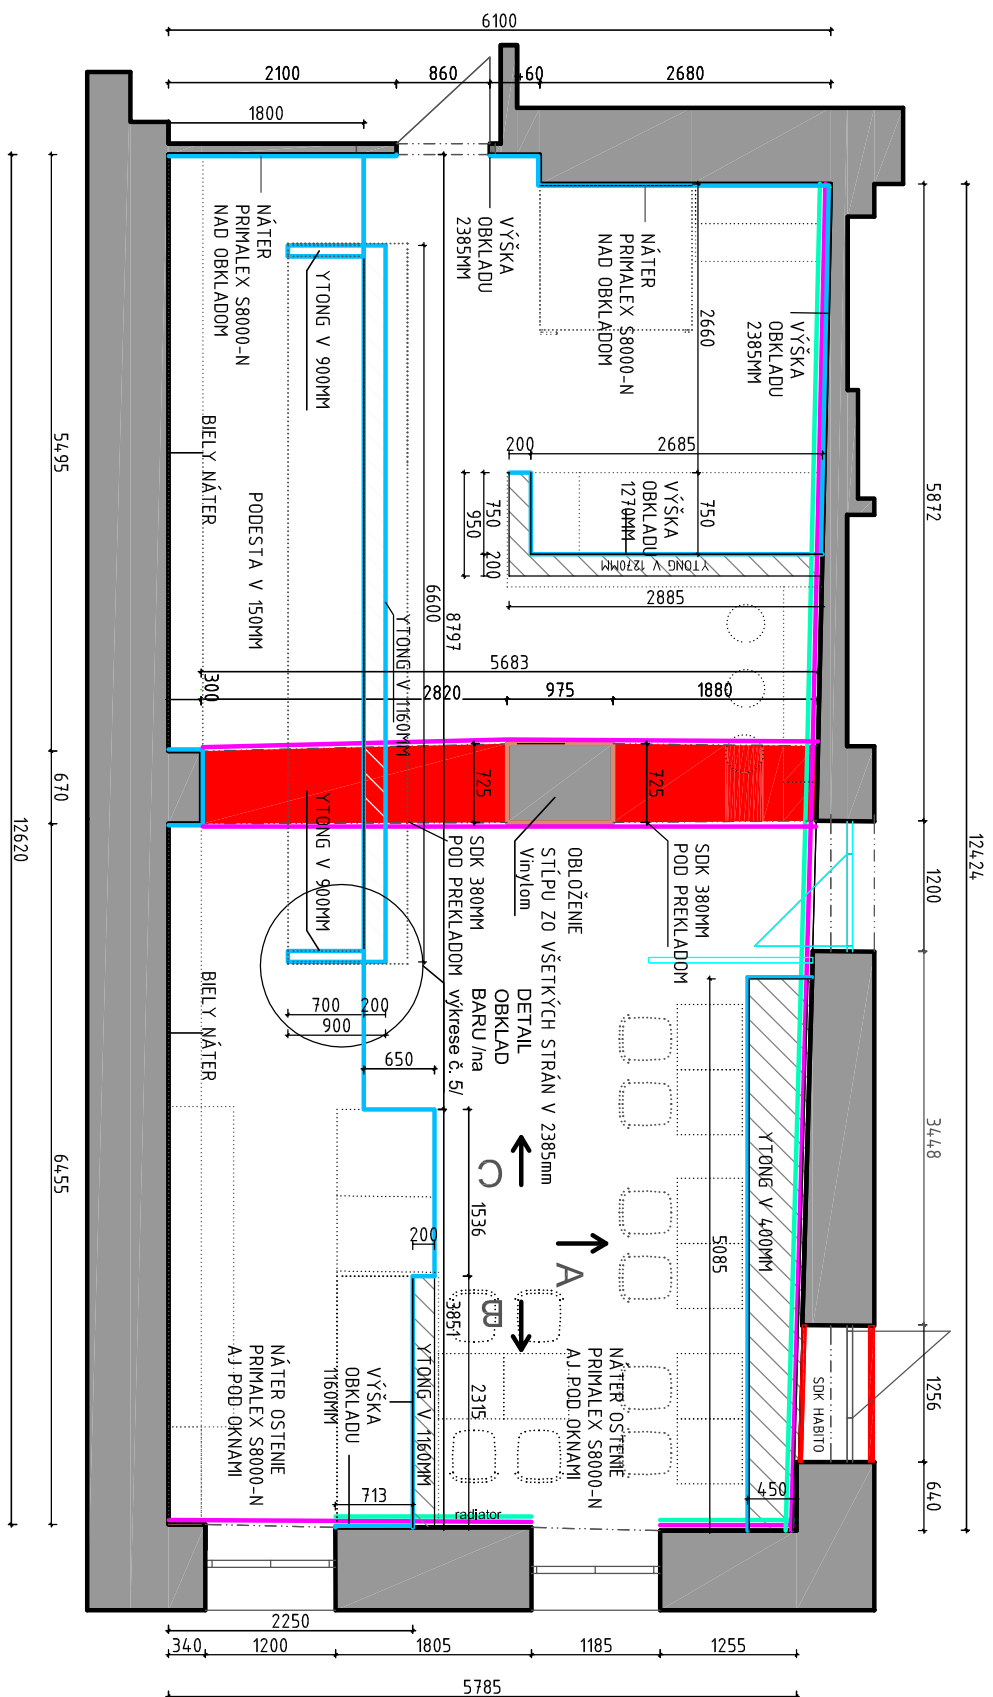 6100
2100
860
460
2680
1800
NÁTER
PRIMALEX S8000-N
NAD OBKLADOM
YTONG V 900MM
VÝŠKA
OBKLADU
2385MM
NÁTER
PRIMALEX S8000-N
NAD OBKLADOM
2660
VÝŠKA
OBKLADU
2385MM
5495
BIELY NÁTER
PODESTA V 150MM
200
2685
750
950
200
VÝŠKA
OBKLADU
1270MM
750
YTONG V 1270MM
2885
5872
12424
6600
8797
YTONG V 1160MM
5683
300
2820
975
1880
670
12620
725
725
YTONG V 900MM
SDK 380MM
POD PREKLADOM
OBLOŽENIE
STĹPU ZO VŠETKÝCH STRÁN V 2385mm
Vinylom
SDK 380MM
POD PREKLADOM
1200
BIELY NÁTER
700
200
900
650
DETAIL
OBKLAD
BARU /na
výkrese č. 5/
C
A
B
3448
YTONG V 400MM
5085
6455
1536
200
3851
2315
NÁTER OSTENIE
PRIMALEX S8000-N
AJ POD OKNAMI
VÝŠKA
OBKLADU
1160MM
YTONG V 1160MM
NÁTER OSTENIE
PRIMALEX S8000-N
AJ POD OKNAMI
SDK HABITO
1256
640
713
450
radiator
2250
340
1200
1805
1185
1255
5785